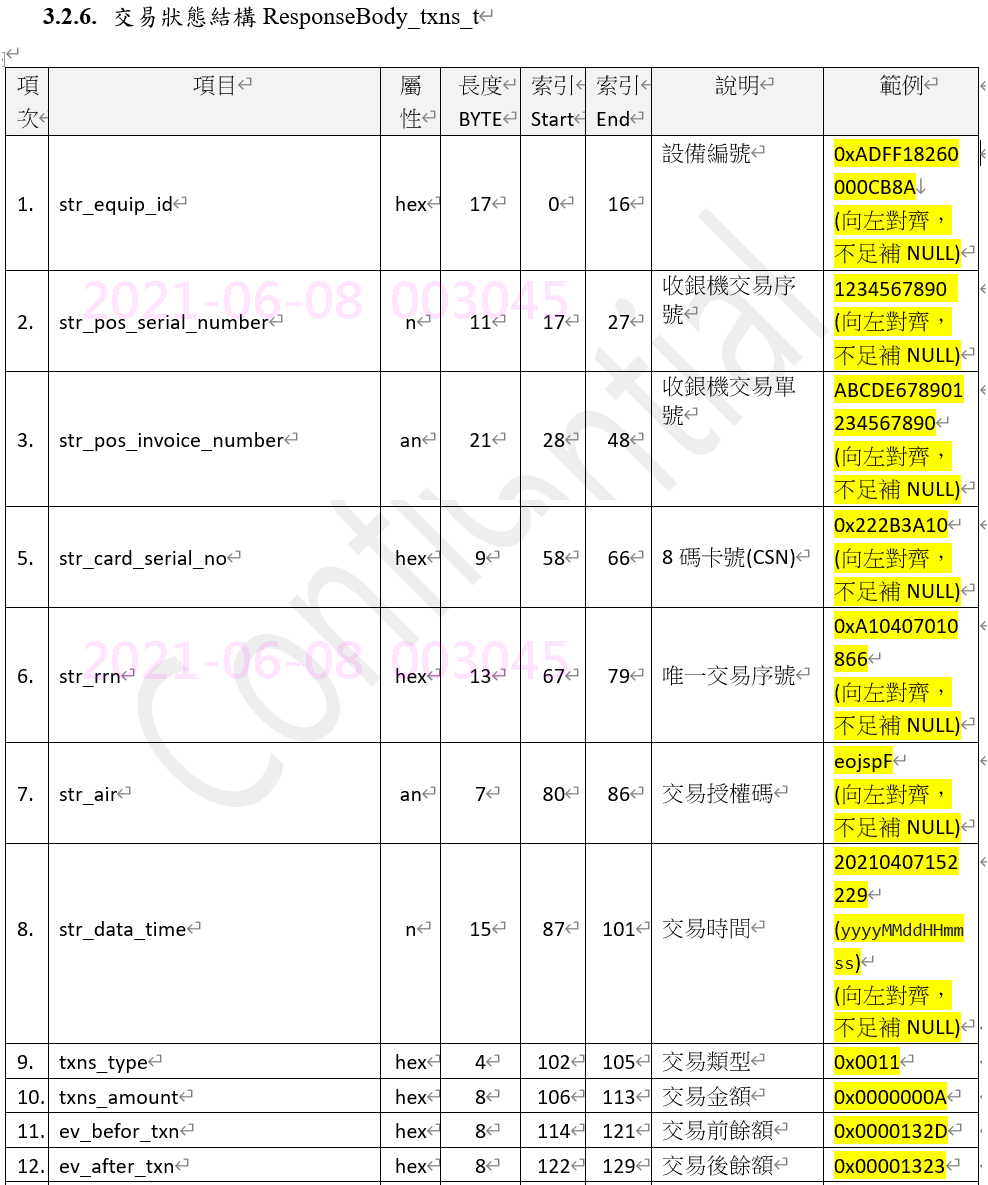 3.2.6. 交易狀態結構 ResponseBody_txns_t
項次 項目 屬性 長度 BYTE 索引 Start 索引 End 說明 範例
1. str_equip_id hex 17 0 16 設備編號 0xADFF18260
000CB8A
(向左對齊，
不足補 NULL)
2. str_pos_serial_number n 11 17 27 收銀機交易序
號
1234567890
(向左對齊，
不足補 NULL)
3. str_pos_invoice_number an 21 28 48 收銀機交易單
號
ABCDE678901
234567890
(向左對齊，
不足補 NULL)
5. str_card_serial_no hex 9 58 66 8 碼卡號(CSN) 0x222B3A10
(向左對齊，
不足補 NULL)
6. str_rrn hex 13 67 79 唯一交易序號 0xA10407010
866
(向左對齊，
不足補 NULL)
7. str_air an 7 80 86 交易授權碼 eojspF
(向左對齊，
不足補 NULL)
8. str_data_time n 15 87 101 交易時間 20210407152
229
(yyyyMMddHHmm
ss)
(向左對齊，
不足補 NULL)
9. txns_type hex 4 102 105 交易類型 0x0011
10. txns_amount hex 8 106 113 交易金額 0x0000000A
11. ev_befor_txn hex 8 114 121 交易前餘額 0x0000132D
12. ev_after_txn hex 8 122 129 交易後餘額 0x00001323
2021-06-08 003045
2021-06-08 003045
Confidential